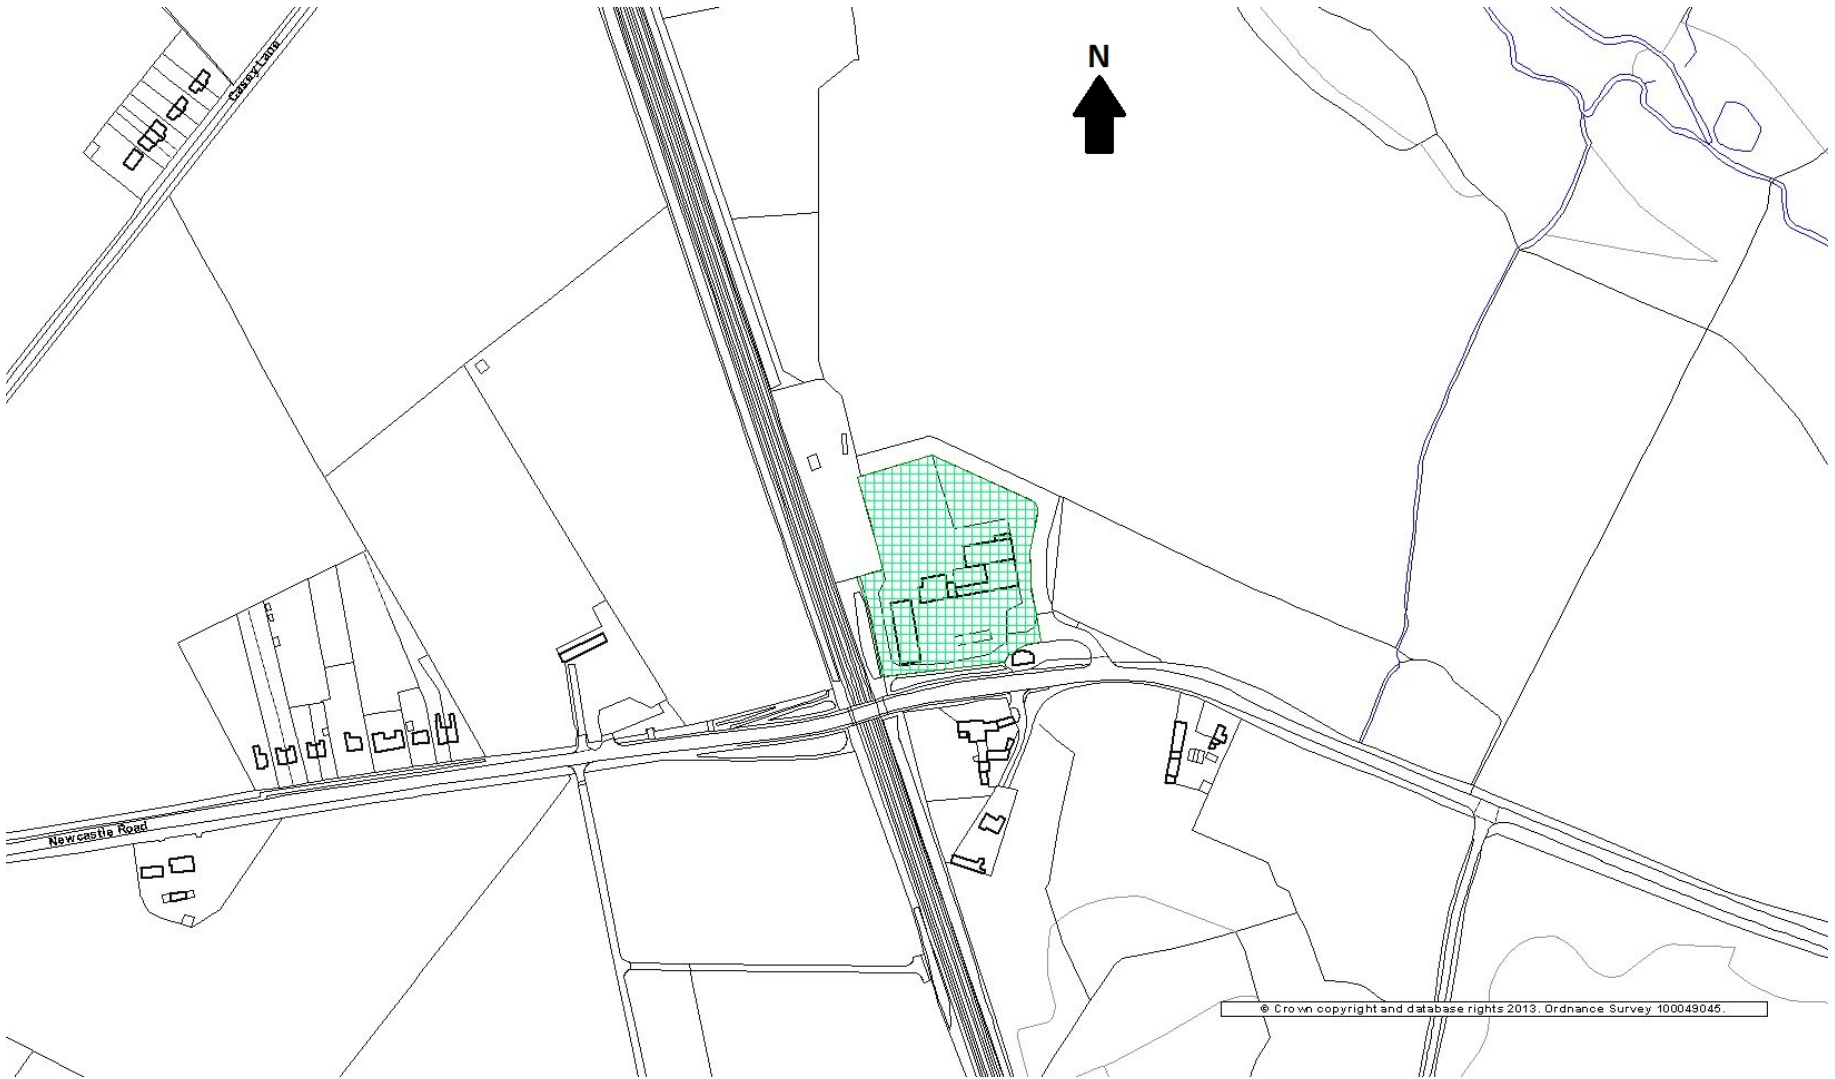 Casey Lane
N
Newcastle Road
© Crown copyright and database rights 2013. Ordnance Survey 100049045.